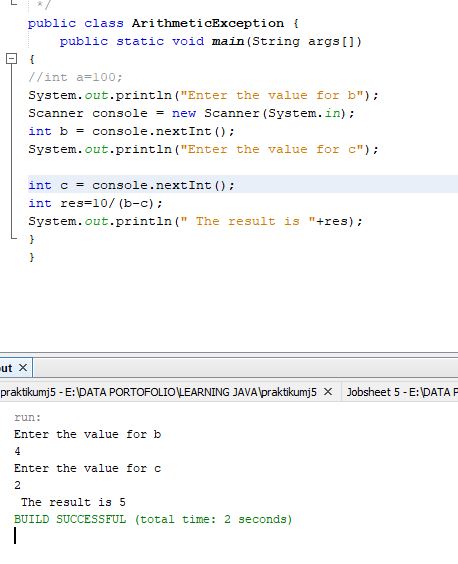 */
public class ArithmeticException {
public static void main(String args[])
{
//int a=100;
System.out.println("Enter the value for b");
Scanner console = new Scanner(System.in);
int b = console.nextInt();
System.out.println("Enter the value for c");
int c = console.nextInt();
int res=10/(b-c);
System.out.println(" The result is "+res);
}
}
ut ×
praktikumj5 - E:\DATA PORTOFOLIO\LEARNING JAVA\praktikumj5 × Jobsheet 5 - E:\DATA P
run:
Enter the value for b
4
Enter the value for c
2
The result is 5
BUILD SUCCESSFUL (total time: 2 seconds)